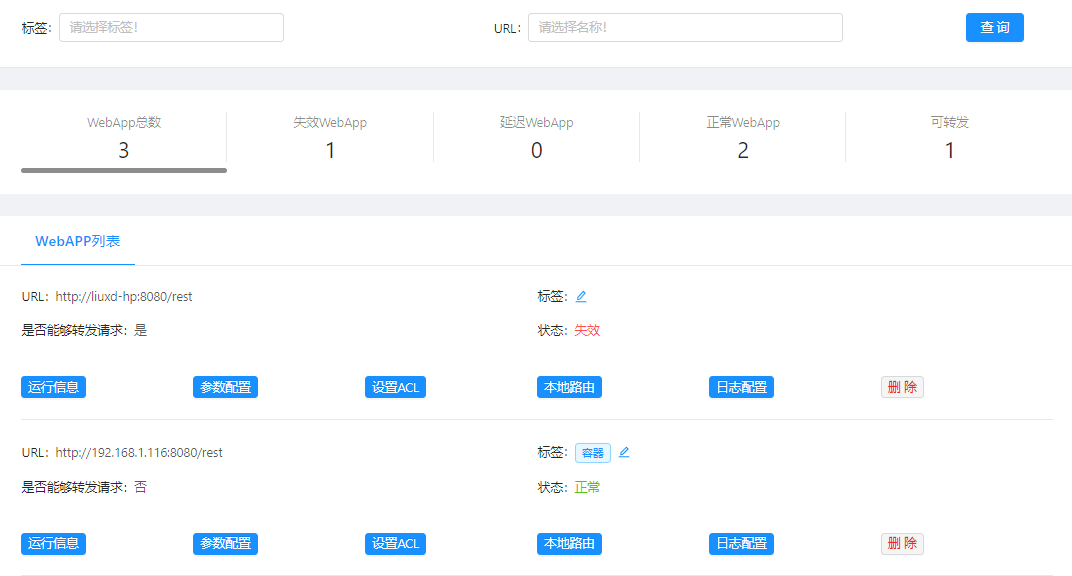 标签: 请选择标签! URL: 请选择名称! 查 询
WebApp总数 失效WebApp 延迟WebApp 正常WebApp 可转发
3 1 0 2 1
WebAPP列表
URL: http://liuxd-hp:8080/rest 标签:
是否能够转发请求: 是 状态: 失效
运行信息 参数配置 设置ACL 本地路由 日志配置 删 除
URL: http://192.168.1.116:8080/rest 标签: 容器
是否能够转发请求: 否 状态: 正常
运行信息 参数配置 设置ACL 本地路由 日志配置 删 除